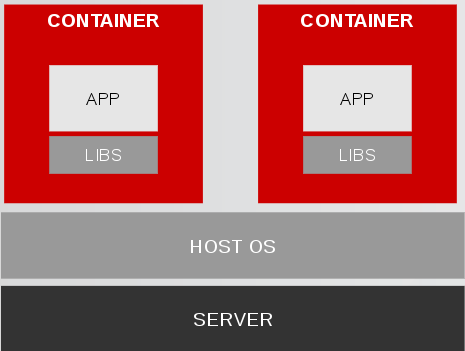 CONTAINER
APP
LIBS
CONTAINER
APP
LIBS
HOST OS
SERVER